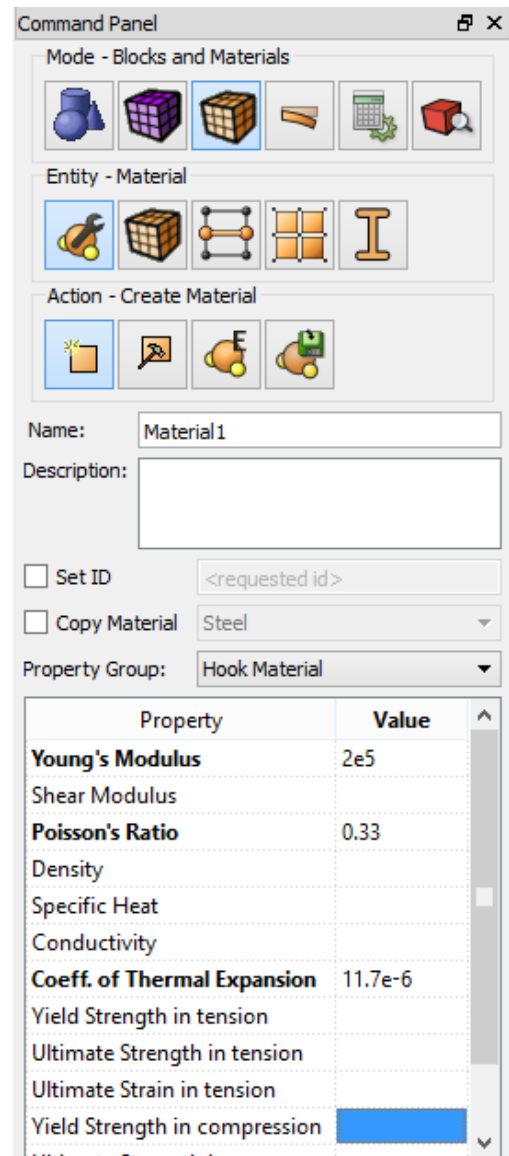 Command Panel
Mode - Blocks and Materials
Entity - Material
Action - Create Material
E
Name: Material1
Description:
Set ID <requested id>
Copy Material Steel
Property Group: Hook Material
Property Value
Young's Modulus 2e5
Shear Modulus
Poisson's Ratio 0.33
Density
Specific Heat
Conductivity
Coeff. of Thermal Expansion 11.7e-6
Yield Strength in tension
Ultimate Strength in tension
Ultimate Strain in tension
Yield Strength in compression